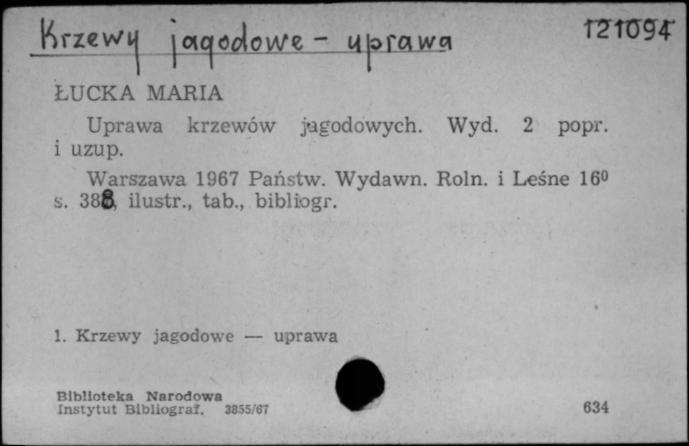 Krzewy jagodowe - uprawa 121094
ŁUCKA MARIA
Uprawa krzewów jagodowych. Wyd. 2 popr.
i uzup.
Warszawa 1967 Państw. Wydawn. Roln. i Leśne 16⁰
s. 388, ilustr., tab., bibliogr.
1. Krzewy jagodowe — uprawa
Biblioteka Narodowa
Instytut Bibliograf. 3855/67 634